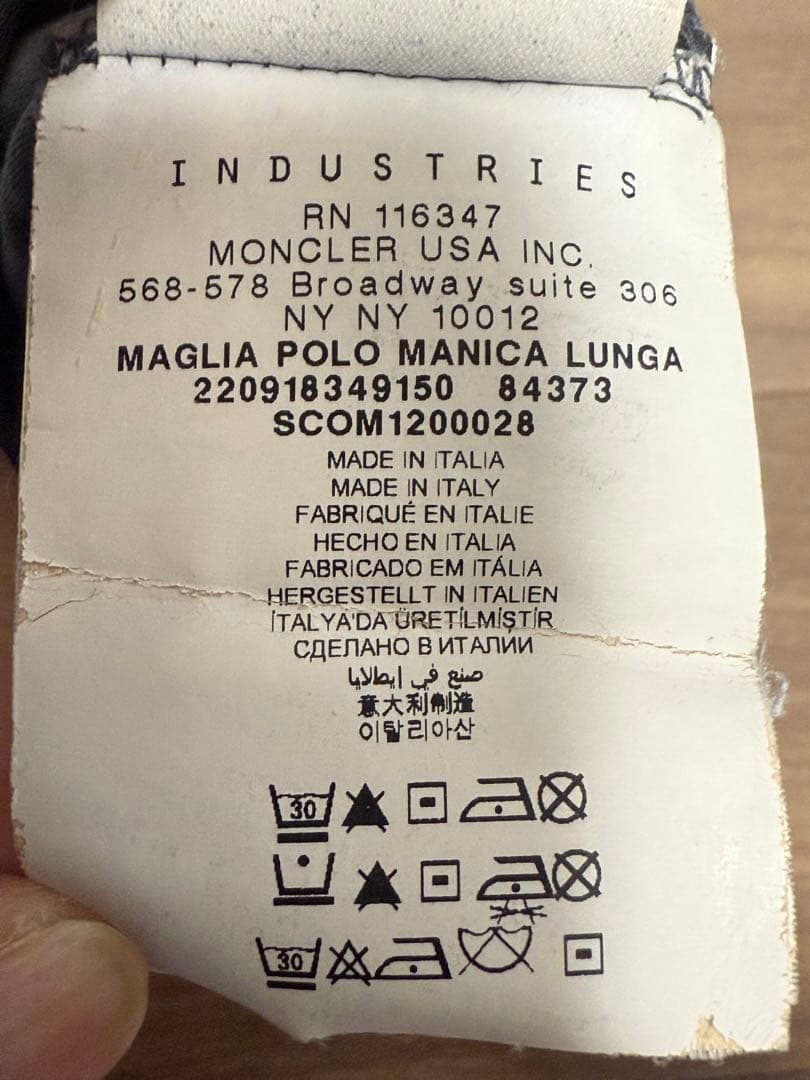 INDUSTRIES
RN 116347
MONCLER USA INC.
568-578 Broadway suite 306
NY NY 10012
MAGLIA POLO MANICA LUNGA
220918349150 84373
SCOM1200028
MADE IN ITALIA
MADE IN ITALY
FABRIQUÉ EN ITALIE
HECHO EN ITALIA
FABRICADO EM ITÁLIA
HERGESTELLT IN ITALIEN
İTALYA'DA ÜRETİLMİŞTİR
СДЕЛАНО В ИТАЛИИ
صنع في إيطاليا
意大利制造
이탈리아산
30
30